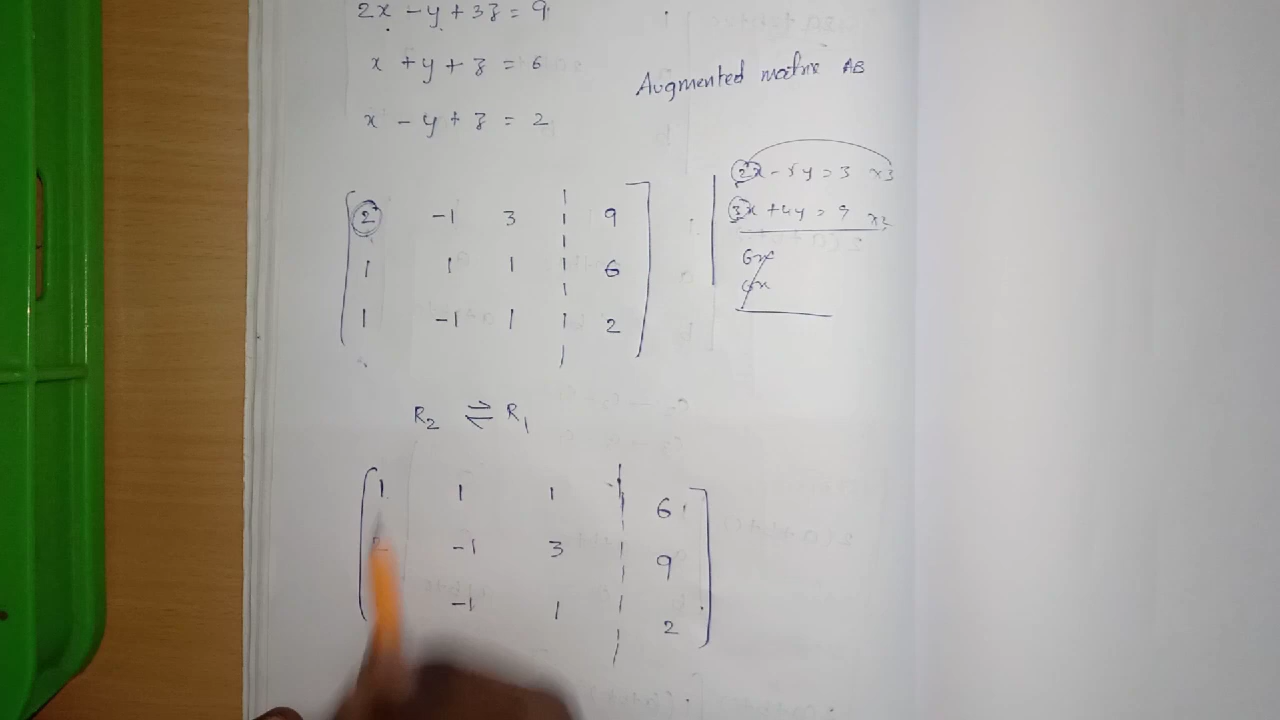 2x - y + 3z = 9
x + y + z = 6
x - y + z = 2
Augmented matrix AB
2 -1 3 | 9
1 1 1 | 6
1 -1 1 | 2
2x - 5y = 3 x3
3x + 4y = 9 x2
6x
6x
R2 ⇌ R1
1 1 1 | 6
2 -1 3 | 9
-1 1 | 2